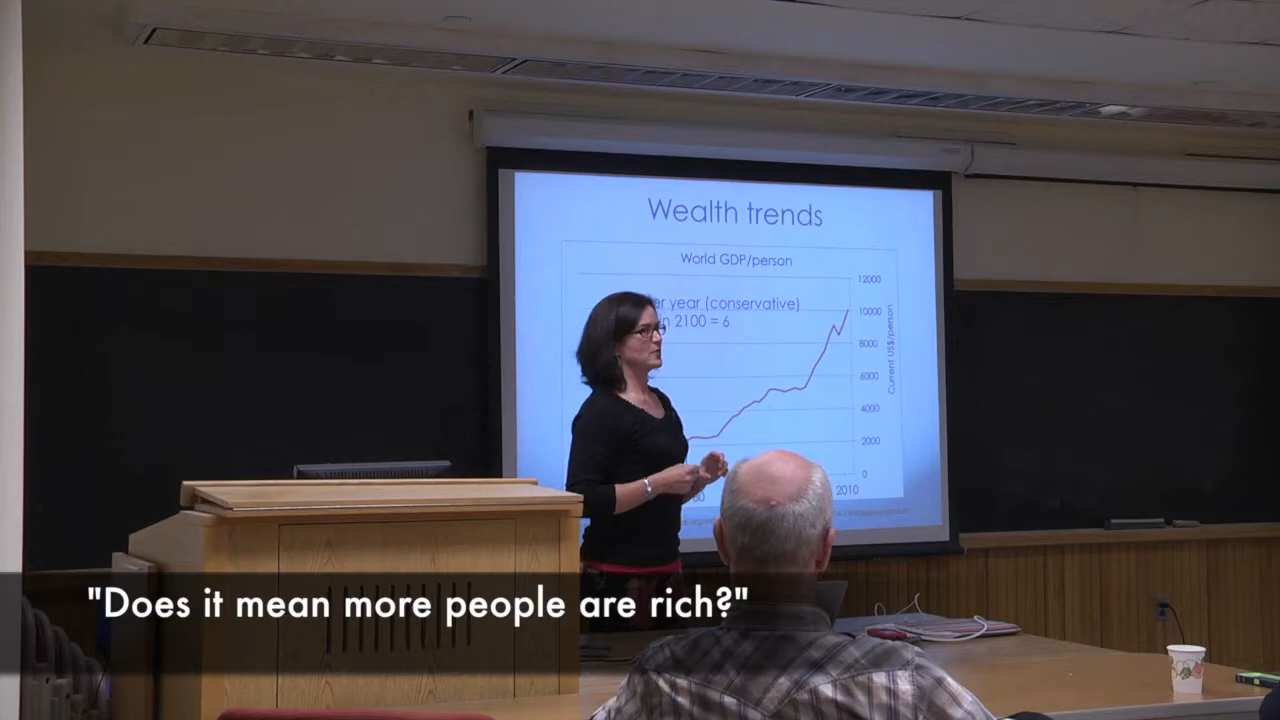 Wealth trends
World GDP/person
12000
er year (conservative)
in 2100 = 6
10000
8000
6000
4000
2000
0
Current US$/person
2010
"Does it mean more people are rich?"